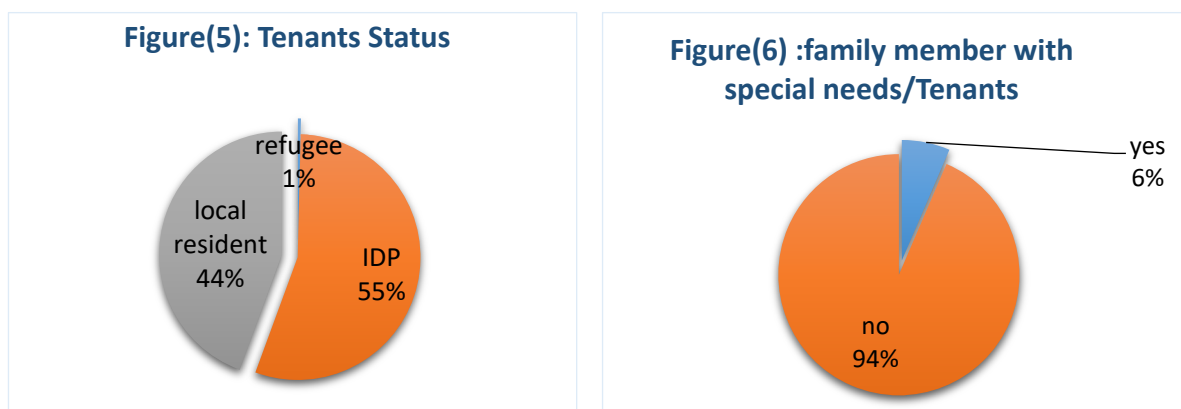 Figure(5): Tenants Status
refugee
1%
local
resident
44%
IDP
55%
Figure(6) :family member with
special needs/Tenants
yes
6%
no
94%